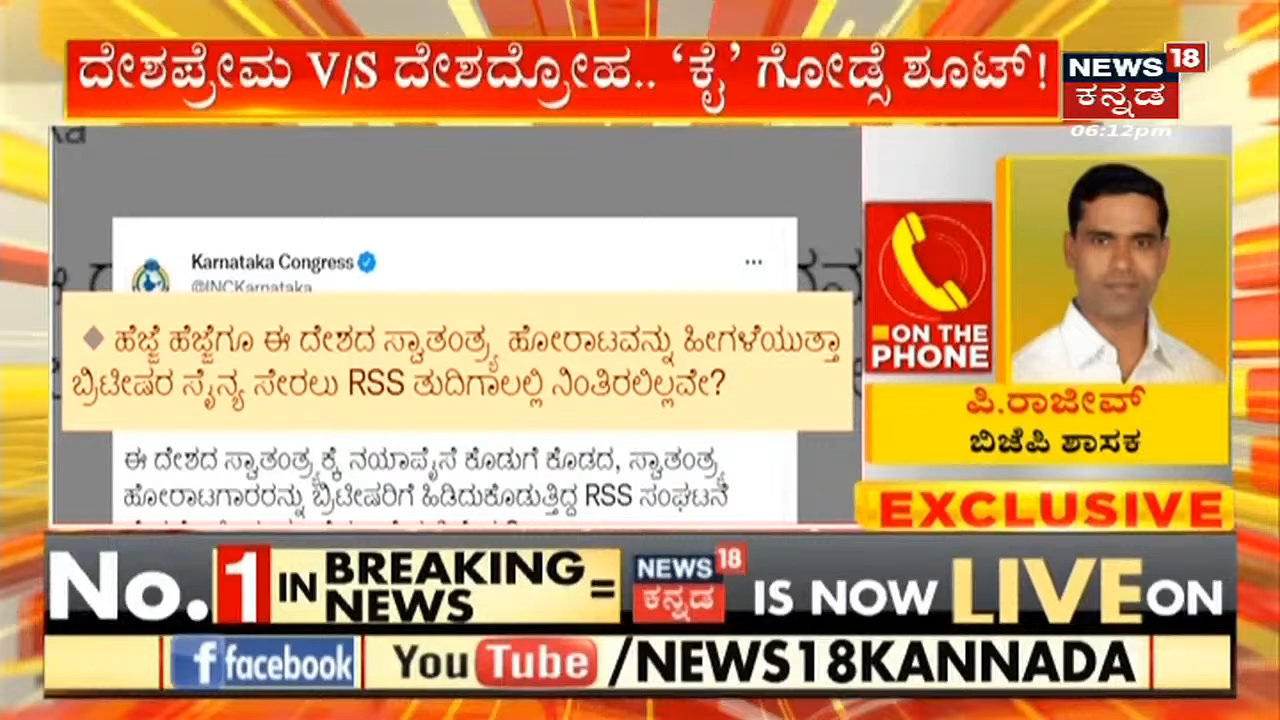 ದೇಶಪ್ರೇಮ V/S ದೇಶದ್ರೋಹ.. ‘ಕೈ’ ಗೋಡ್ಸೆ ಶೂಟ್!
NEWS 18
ಕನ್ನಡ
06:12pm
Karnataka Congress
@INCKarnataka
◆ ಹೆಜ್ಜೆ ಹೆಜ್ಜೆಗೂ ಈ ದೇಶದ ಸ್ವಾತಂತ್ರ್ಯ ಹೋರಾಟವನ್ನು ಹೀಗಳೆಯುತ್ತಾ
ಬ್ರಿಟೀಷರ ಸೈನ್ಯ ಸೇರಲು RSS ತುದಿಗಾಲಲ್ಲಿ ನಿಂತಿರಲಿಲ್ಲವೇ?
ಈ ದೇಶದ ಸ್ವಾತಂತ್ರ್ಯಕ್ಕೆ ನಯಾಪೈಸೆ ಕೊಡುಗೆ ಕೊಡದ, ಸ್ವಾತಂತ್ರ್ಯ
ಹೋರಾಟಗಾರರನ್ನು ಬ್ರಿಟೀಷರಿಗೆ ಹಿಡಿದುಕೊಡುತ್ತಿದ್ದ RSS ಸಂಘಟನೆ
ON THE
PHONE
ಪಿ.ರಾಜೀವ್
ಬಿಜೆಪಿ ಶಾಸಕ
EXCLUSIVE
No. 1 IN BREAKING NEWS = NEWS 18 ಕನ್ನಡ IS NOW LIVE ON
facebook YouTube /NEWS18KANNADA